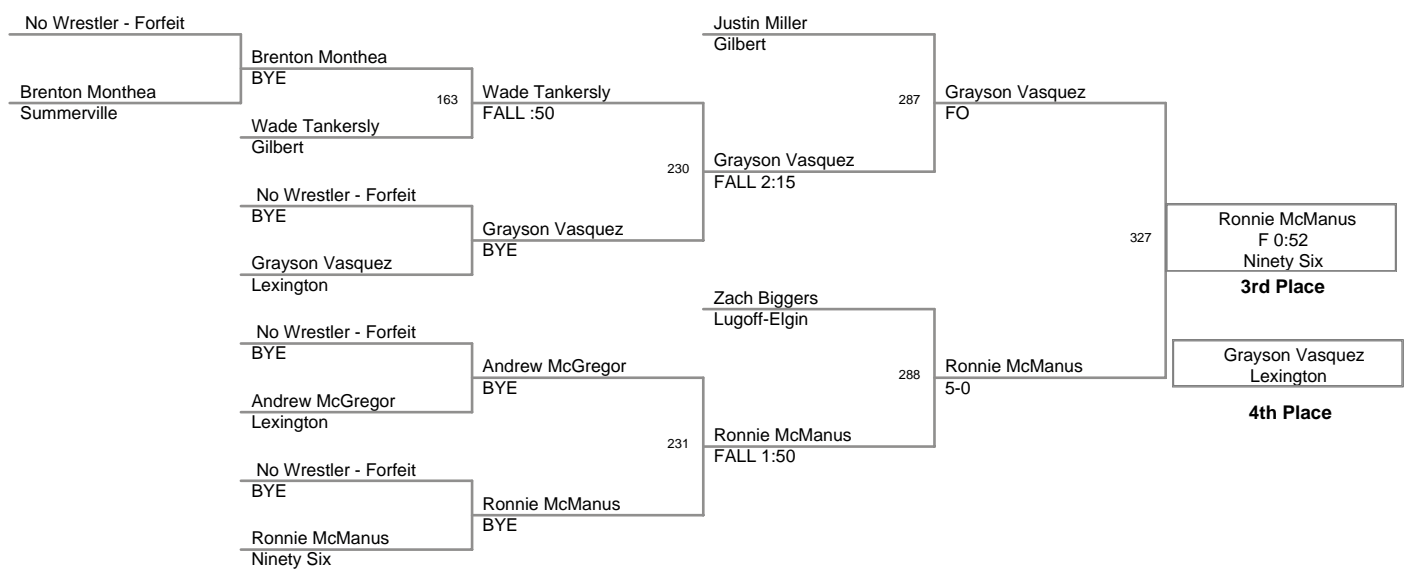 No Wrestler - Forfeit
Brenton Monthea
Summerville
Brenton Monthea
BYE
163
Wade Tankersly
Gilbert
No Wrestler - Forfeit
BYE
Grayson Vasquez
Lexington
No Wrestler - Forfeit
BYE
Andrew McGregor
Lexington
No Wrestler - Forfeit
BYE
Ronnie McManus
Ninety Six
Wade Tankersly
FALL :50
230
Grayson Vasquez
BYE
Andrew McGregor
BYE
231
Ronnie McManus
BYE
Justin Miller
Gilbert
287
Grayson Vasquez
FALL 2:15
Zach Biggers
Lugoff-Elgin
288
Ronnie McManus
FALL 1:50
Grayson Vasquez
FO
327
Ronnie McManus
5-0
Ronnie McManus
F 0:52
Ninety Six
3rd Place
Grayson Vasquez
Lexington
4th Place